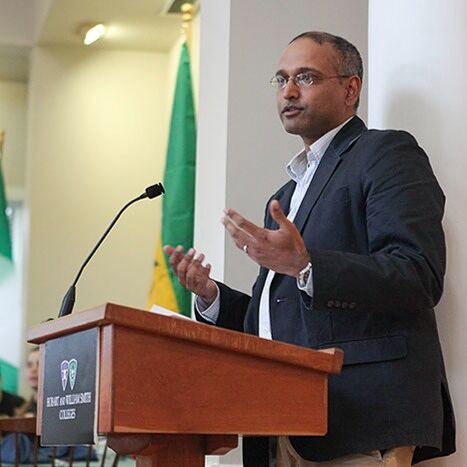 HOBART AND WILLIAM SMITH
COLLEGES